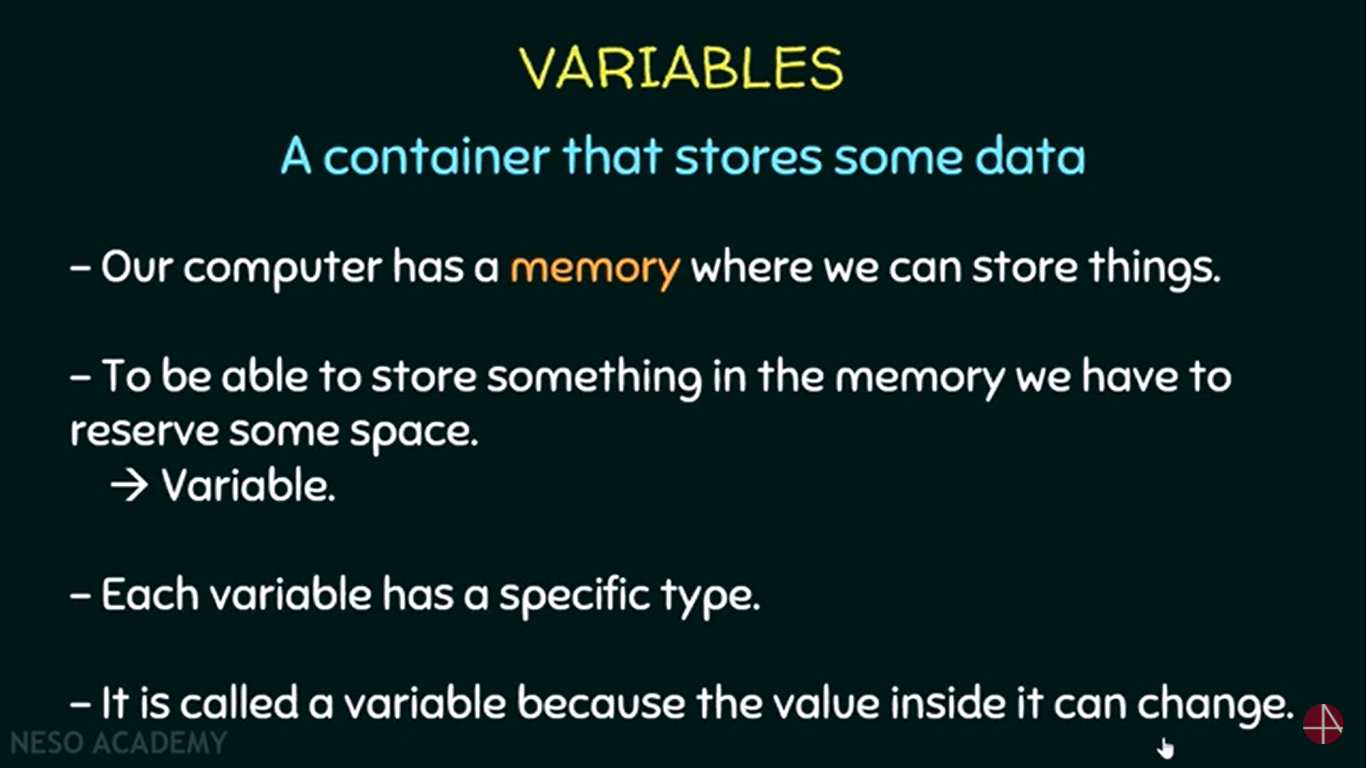 VARIABLES
A container that stores some data
– Our computer has a memory where we can store things.
– To be able to store something in the memory we have to
reserve some space.
→ Variable.
– Each variable has a specific type.
– It is called a variable because the value inside it can change.
NESO ACADEMY